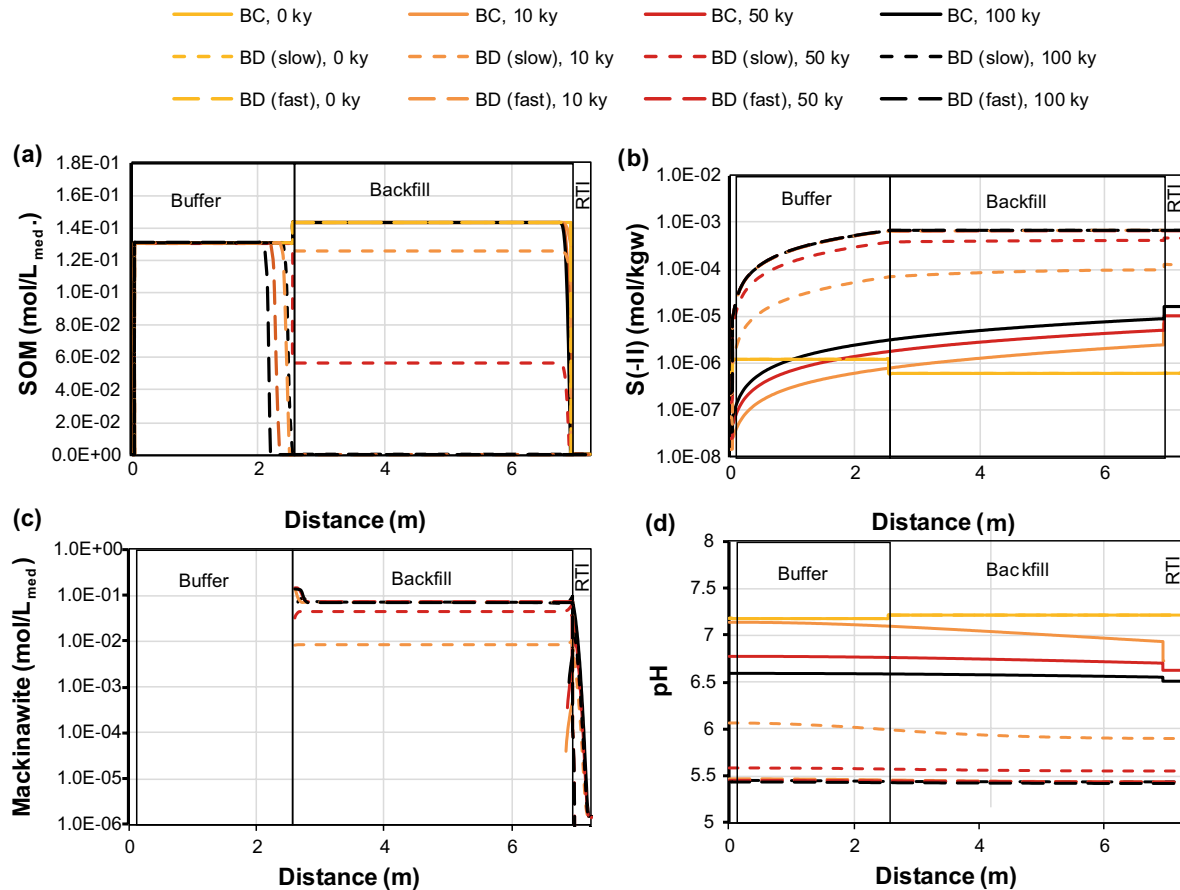 BC, 0 ky BC, 10 ky BC, 50 ky BC, 100 ky
BD (slow), 0 ky BD (slow), 10 ky BD (slow), 50 ky BD (slow), 100 ky
BD (fast), 0 ky BD (fast), 10 ky BD (fast), 50 ky BD (fast), 100 ky
(a)
SOM (mol/Lmed.)
1.8E-01
1.6E-01
1.4E-01
1.2E-01
1.0E-01
8.0E-02
6.0E-02
4.0E-02
2.0E-02
0.0E+00
Buffer
Backfill
RTI
0 2 4 6
Distance (m)
(b)
S(-II) (mol/kgw)
1.0E-02
1.0E-03
1.0E-04
1.0E-05
1.0E-06
1.0E-07
1.0E-08
Buffer
Backfill
RTI
0 2 4 6
Distance (m)
(c)
Mackinawite (mol/Lmed)
1.0E+00
1.0E-01
1.0E-02
1.0E-03
1.0E-04
1.0E-05
1.0E-06
Buffer
Backfill
RTI
0 2 4 6
Distance (m)
(d)
pH
8
7.5
7
6.5
6
5.5
5
Buffer
Backfill
RTI
0 2 4 6
Distance (m)